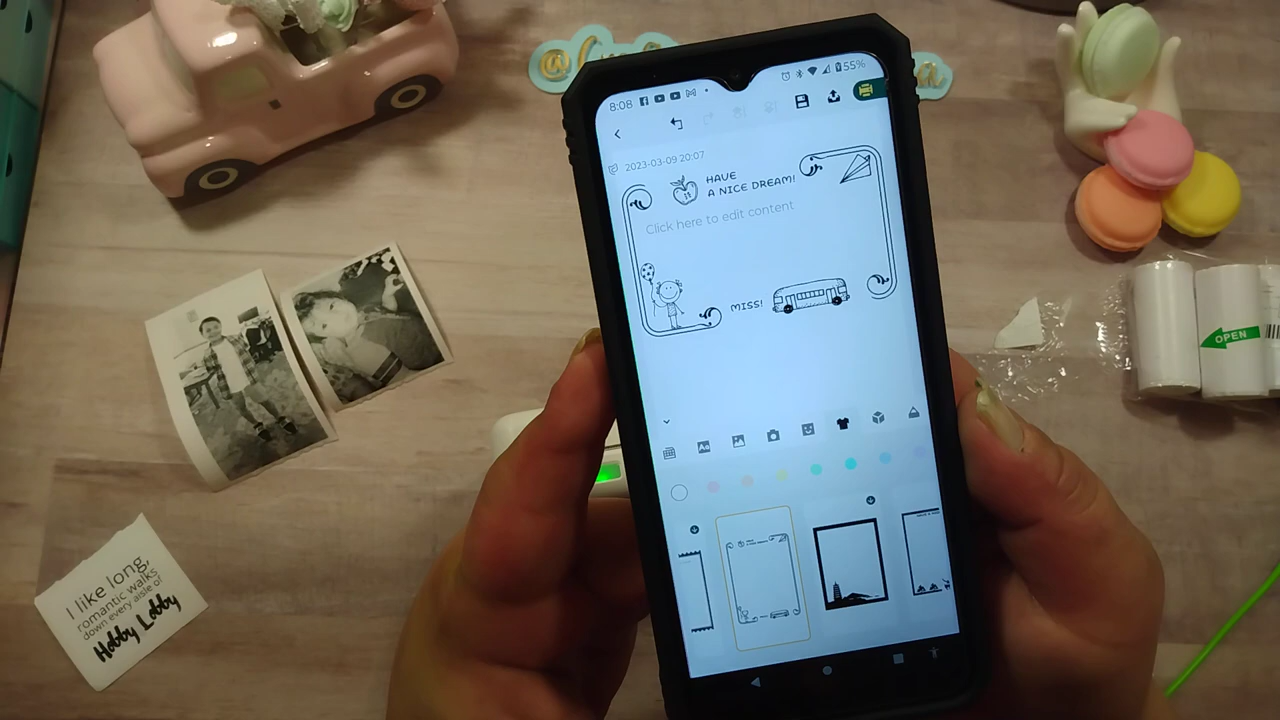 8:08
55%
2023-03-09 20:07
HAVE
A NICE DREAM!
Click here to edit content
MISS!
OPEN
I like long,
romantic walks
down every aisle of
Hobby Lobby